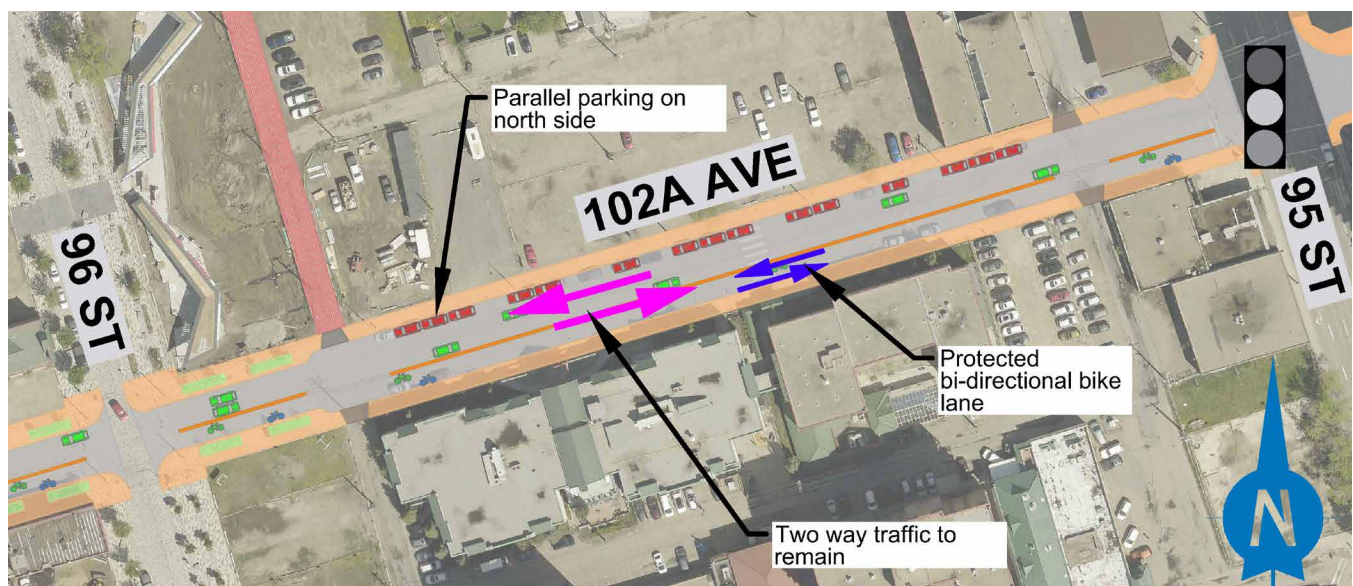 Parallel parking on
north side
102A AVE
96 ST
95 ST
Protected
bi-directional bike
lane
Two way traffic to
remain
N